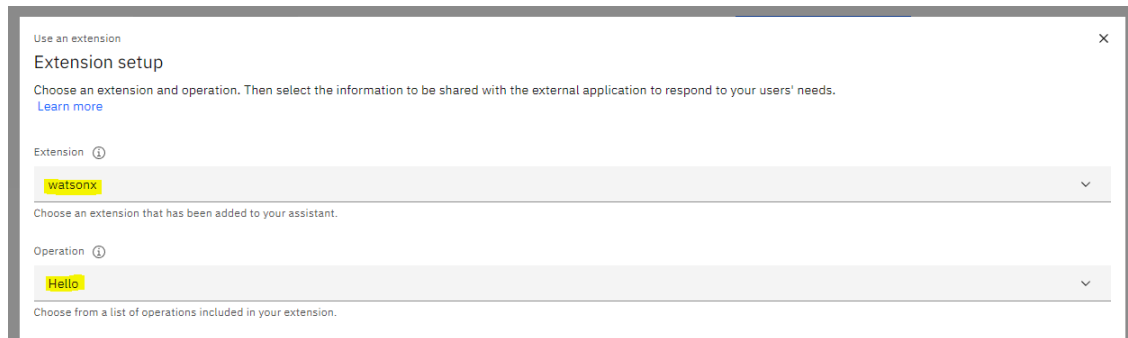 Use an extension
Extension setup
Choose an extension and operation. Then select the information to be shared with the external application to respond to your users' needs.
Learn more
Extension
watsonx
Choose an extension that has been added to your assistant.
Operation
Hello
Choose from a list of operations included in your extension.